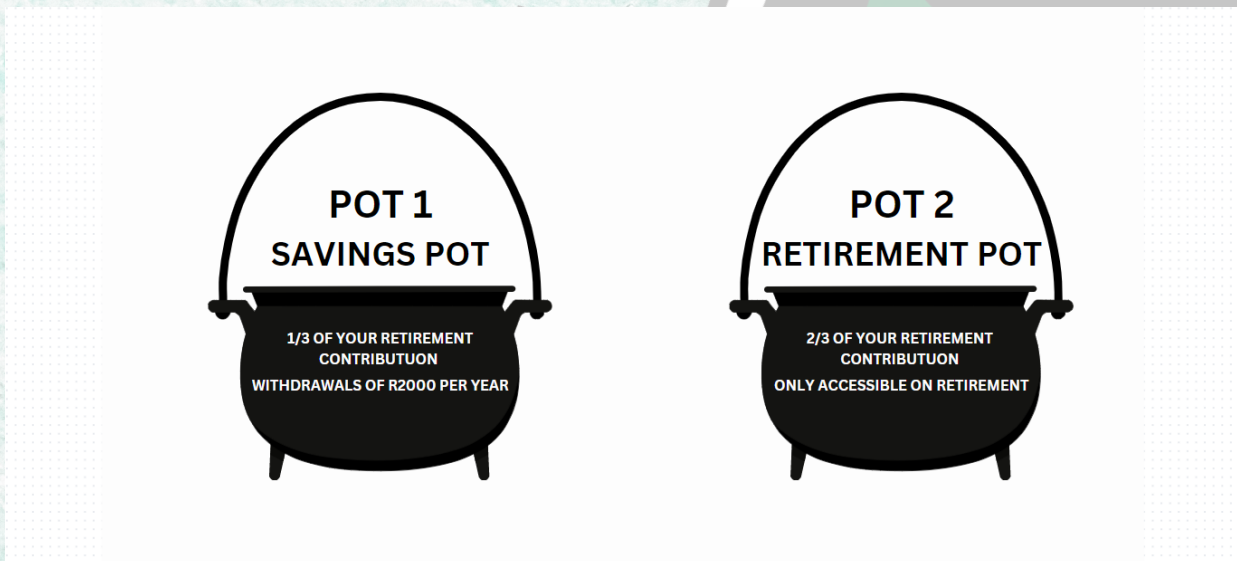 POT 1
SAVINGS POT
1/3 OF YOUR RETIREMENT
CONTRIBUTUON
WITHDRAWALS OF R2000 PER YEAR
POT 2
RETIREMENT POT
2/3 OF YOUR RETIREMENT
CONTRIBUTUON
ONLY ACCESSIBLE ON RETIREMENT